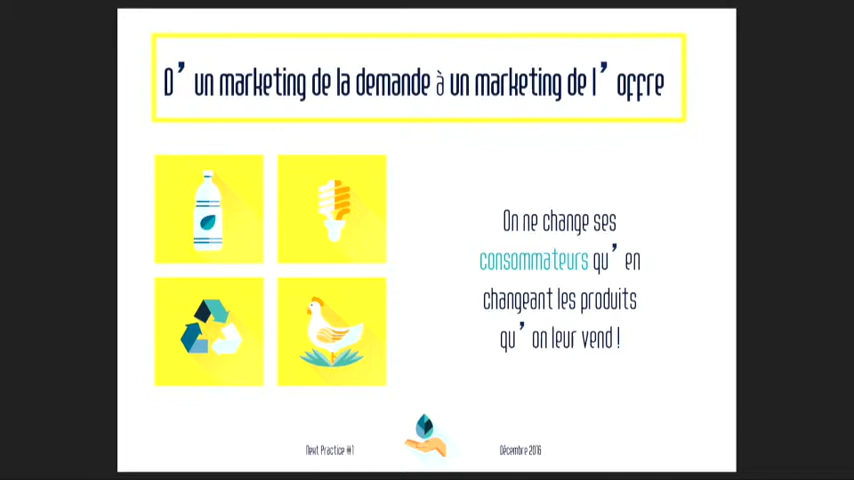 D’un marketing de la demande à un marketing de l’offre
On ne change ses
consommateurs qu’en
changeant les produits
qu’on leur vend !
Next Practice #1
Décembre 2016